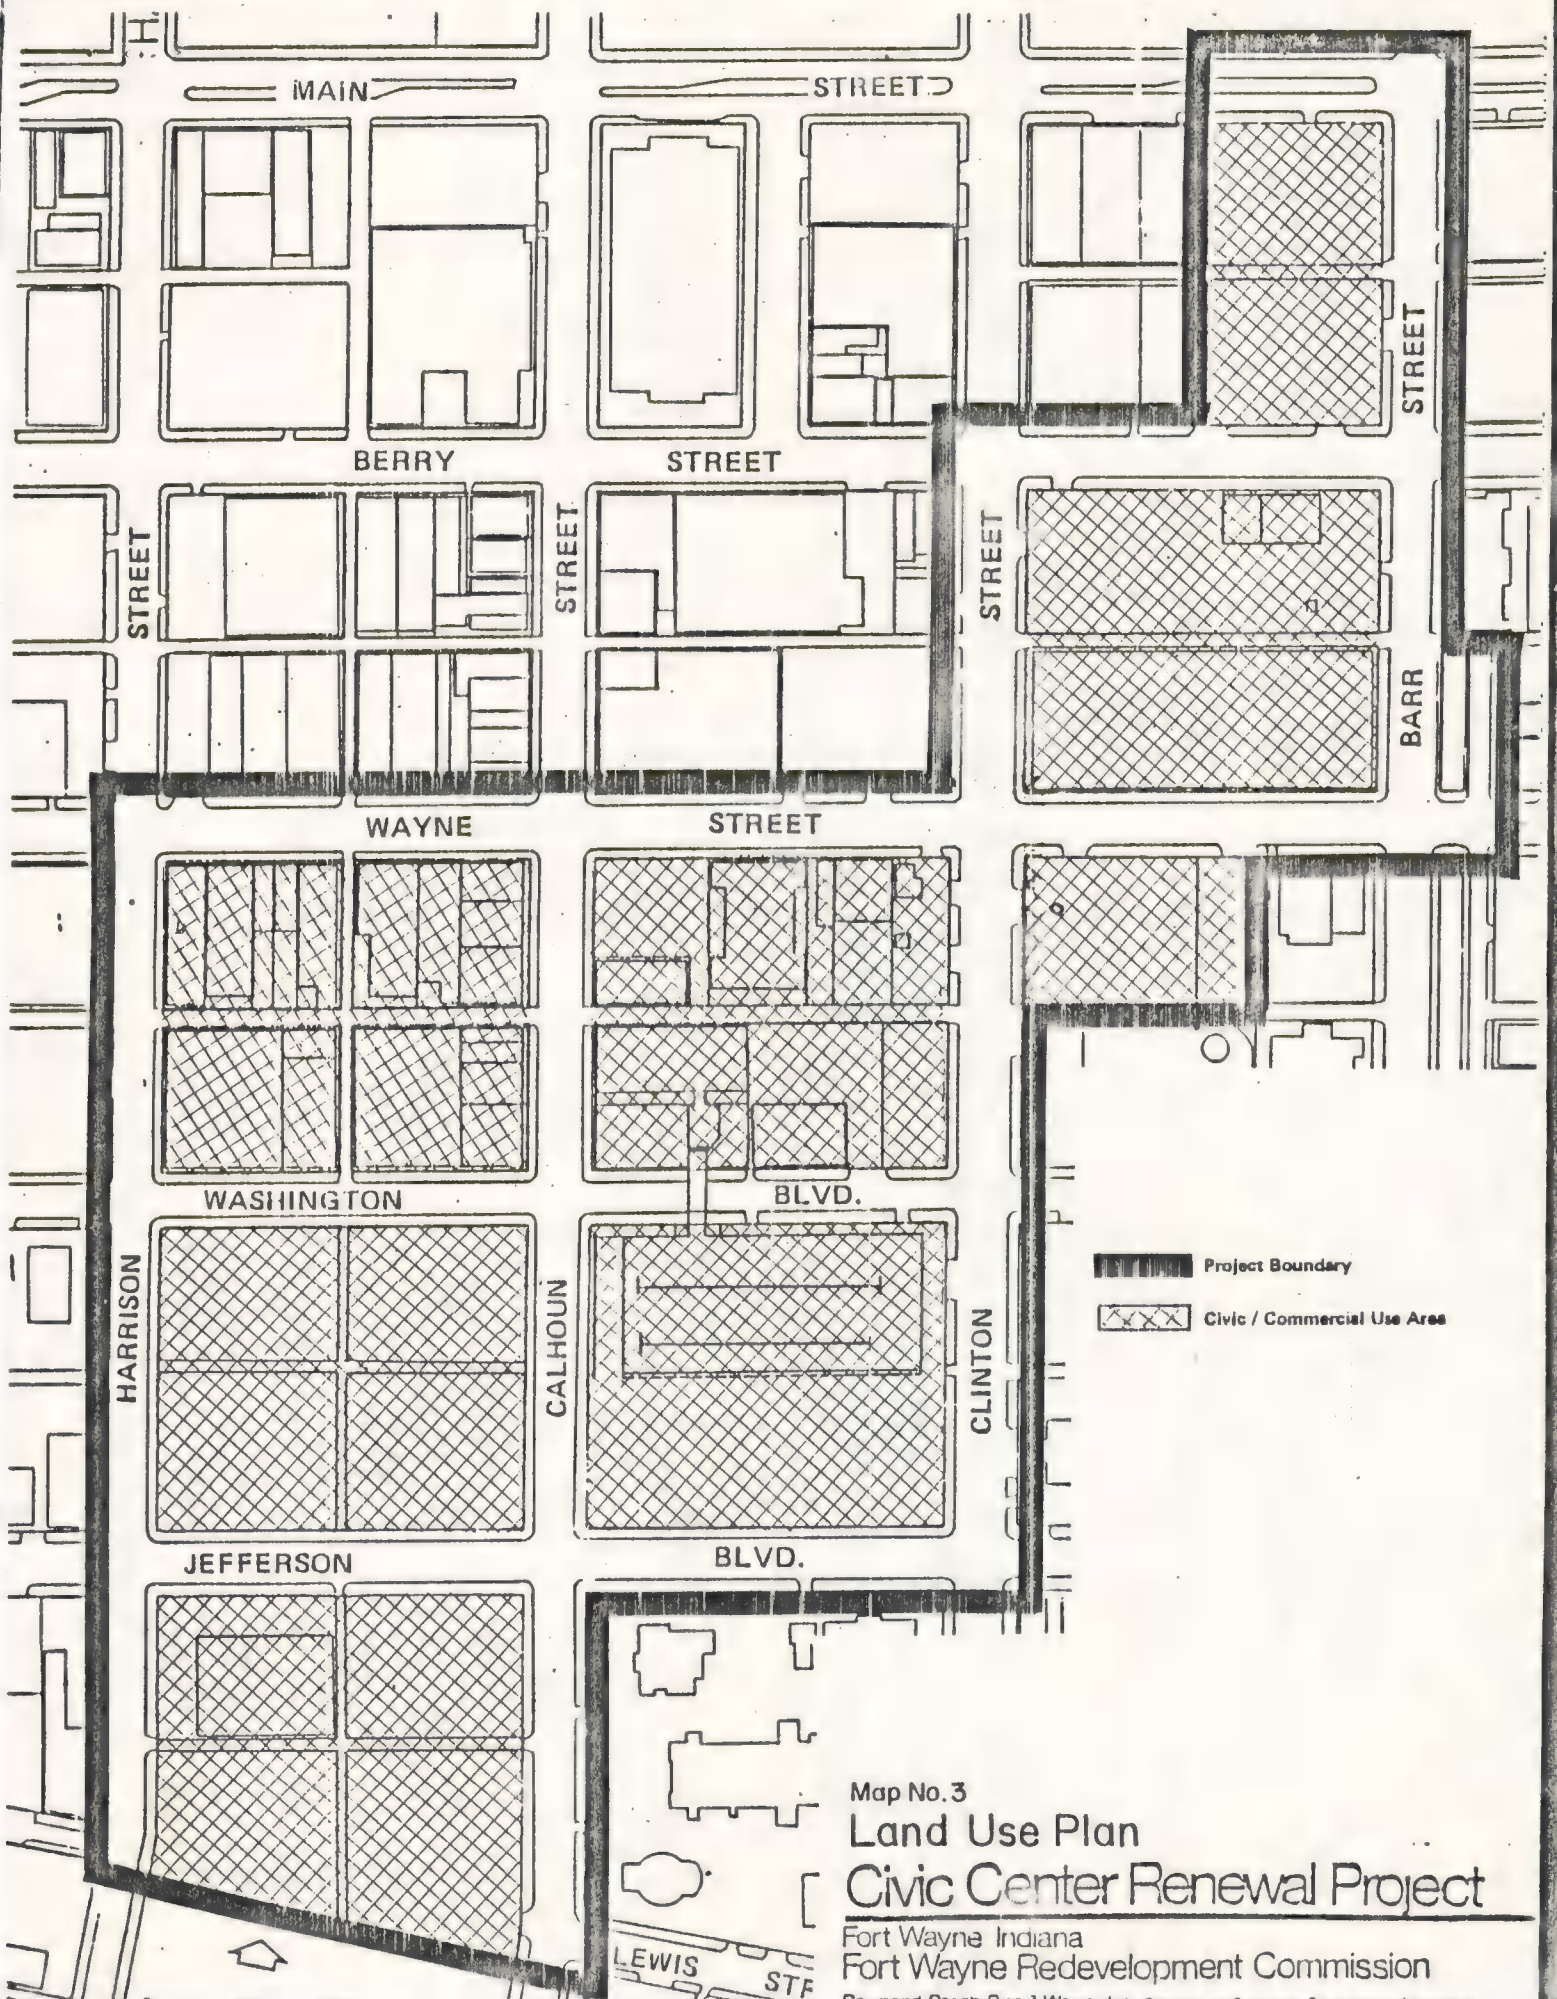 H
MAIN STREET
STREET
BERRY STREET
STREET
STREET
STREET
BARR
WAYNE STREET
WASHINGTON BLVD.
HARRISON
CALHOUN
CLINTON
Project Boundary
Civic / Commercial Use Area
JEFFERSON BLVD.
Map No. 3
Land Use Plan
Civic Center Renewal Project
Fort Wayne Indiana
Fort Wayne Redevelopment Commission
LEWIS STR